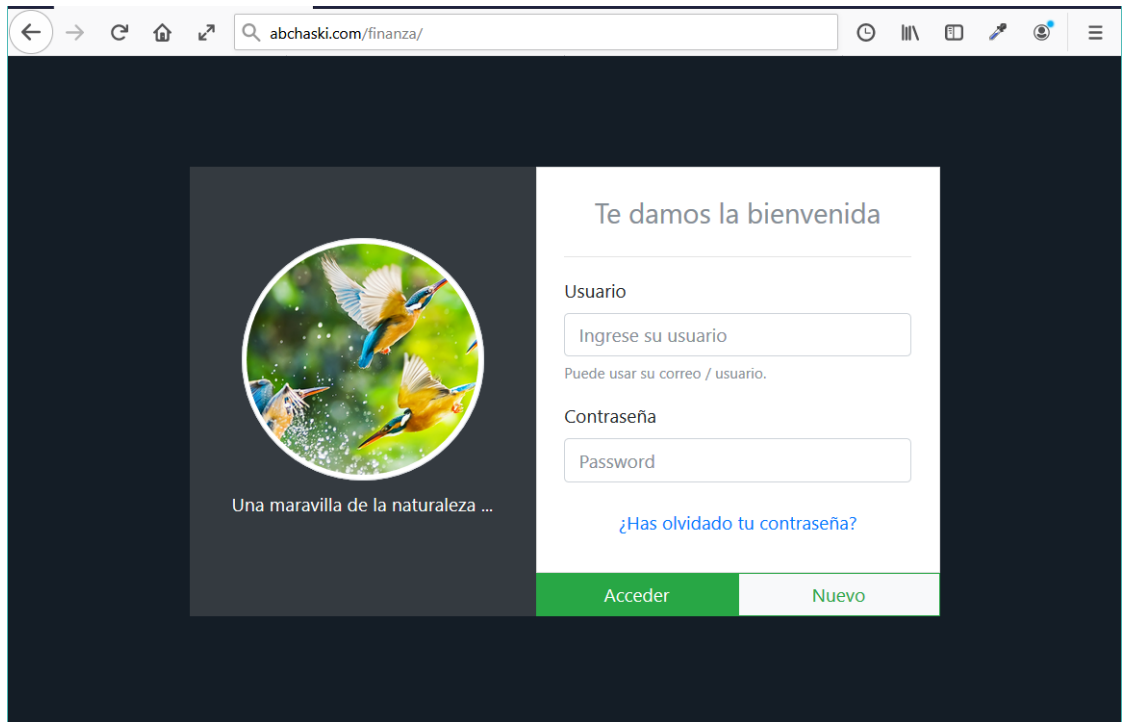 abchaski.com/finanza/
Te damos la bienvenida
Usuario
Ingrese su usuario
Puede usar su correo / usuario.
Contraseña
Password
¿Has olvidado tu contraseña?
Acceder
Nuevo
Una maravilla de la naturaleza ...